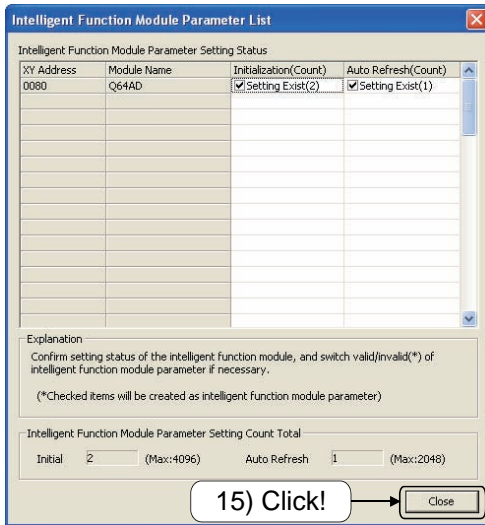 Intelligent Function Module Parameter List
Intelligent Function Module Parameter Setting Status
XY Address Module Name Initialization(Count) Auto Refresh(Count)
0080 Q64AD Setting Exist(2) Setting Exist(1)
Explanation
Confirm setting status of the intelligent function module, and switch valid/invalid(*) of
intelligent function module parameter if necessary.
(*Checked items will be created as intelligent function module parameter)
Intelligent Function Module Parameter Setting Count Total
Initial 2 (Max:4096) Auto Refresh 1 (Max:2048)
15) Click! Close